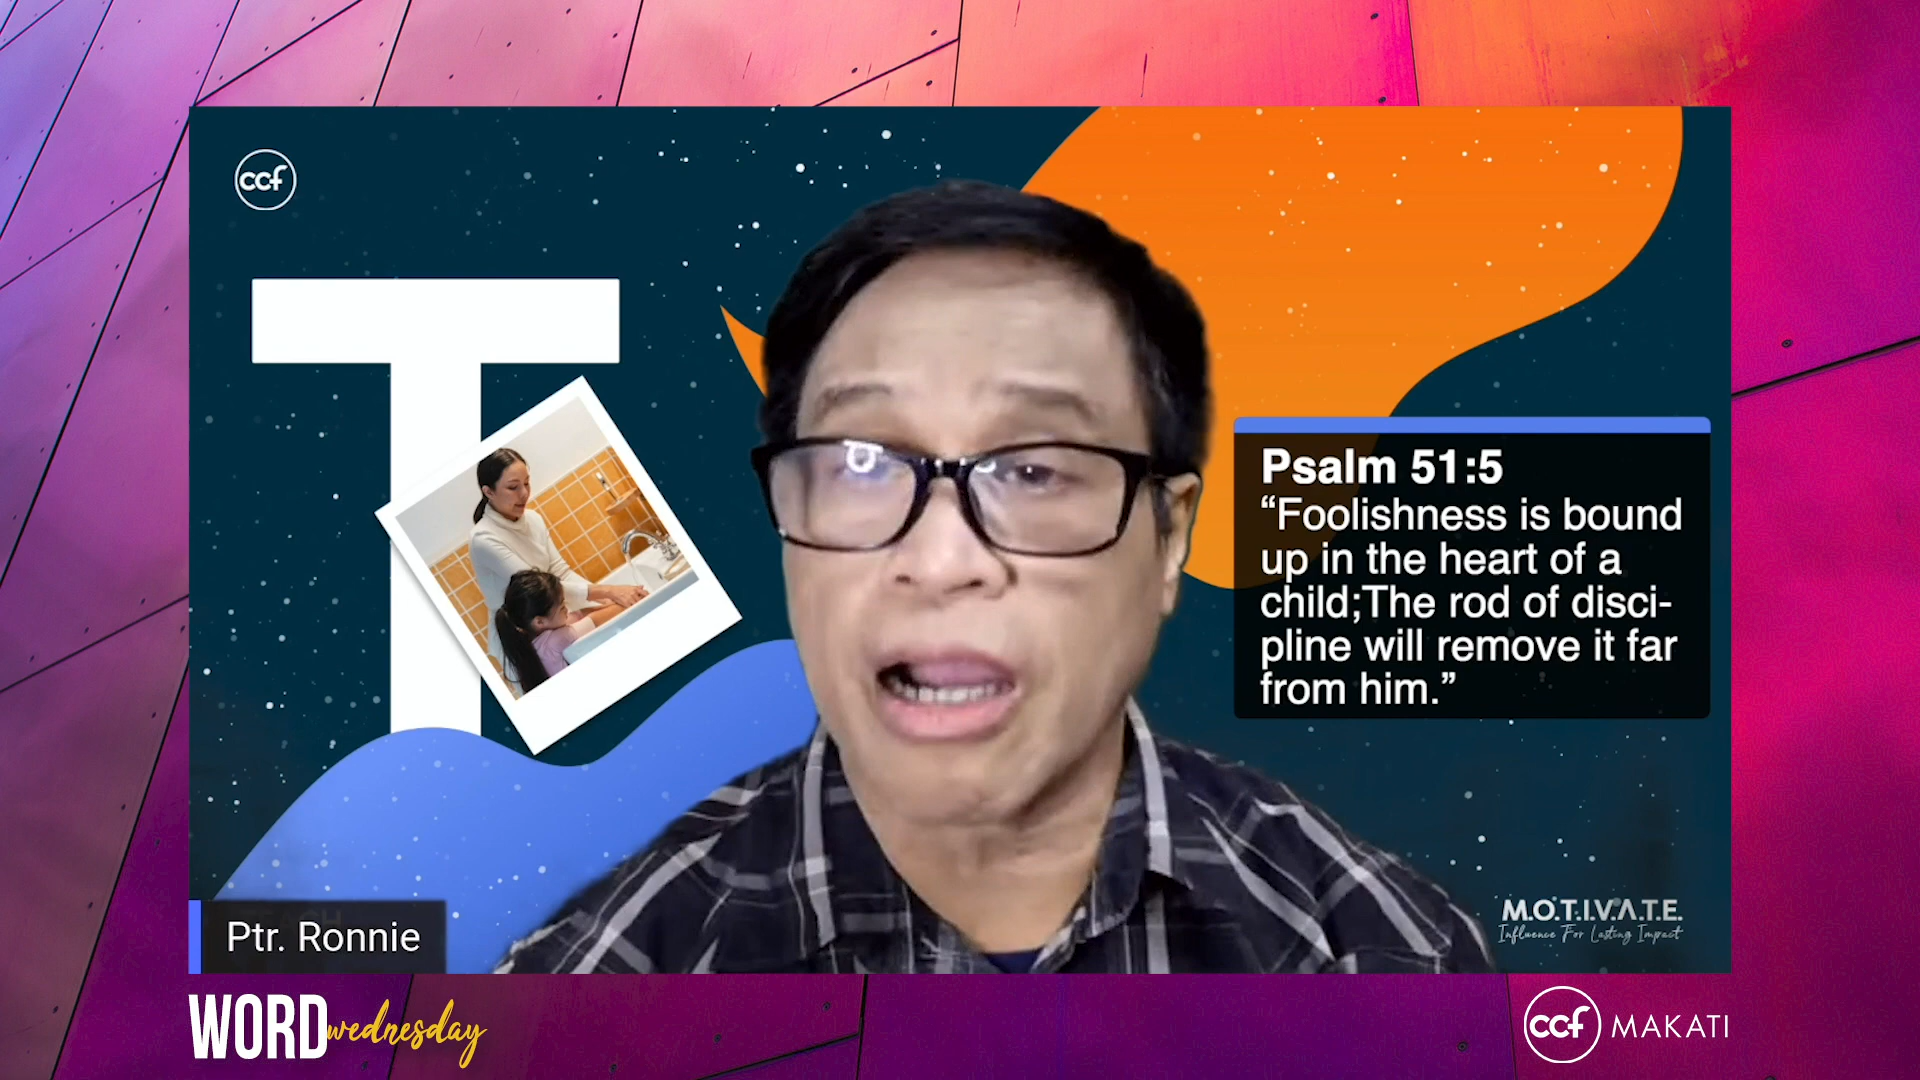 ccf
T
Psalm 51:5
“Foolishness is bound
up in the heart of a
child;The rod of disci-
pline will remove it far
from him.”
M.O.T.I.V.A.T.E.
Influence For Lasting Impact
Ptr. Ronnie
WORD wednesday
ccf MAKATI